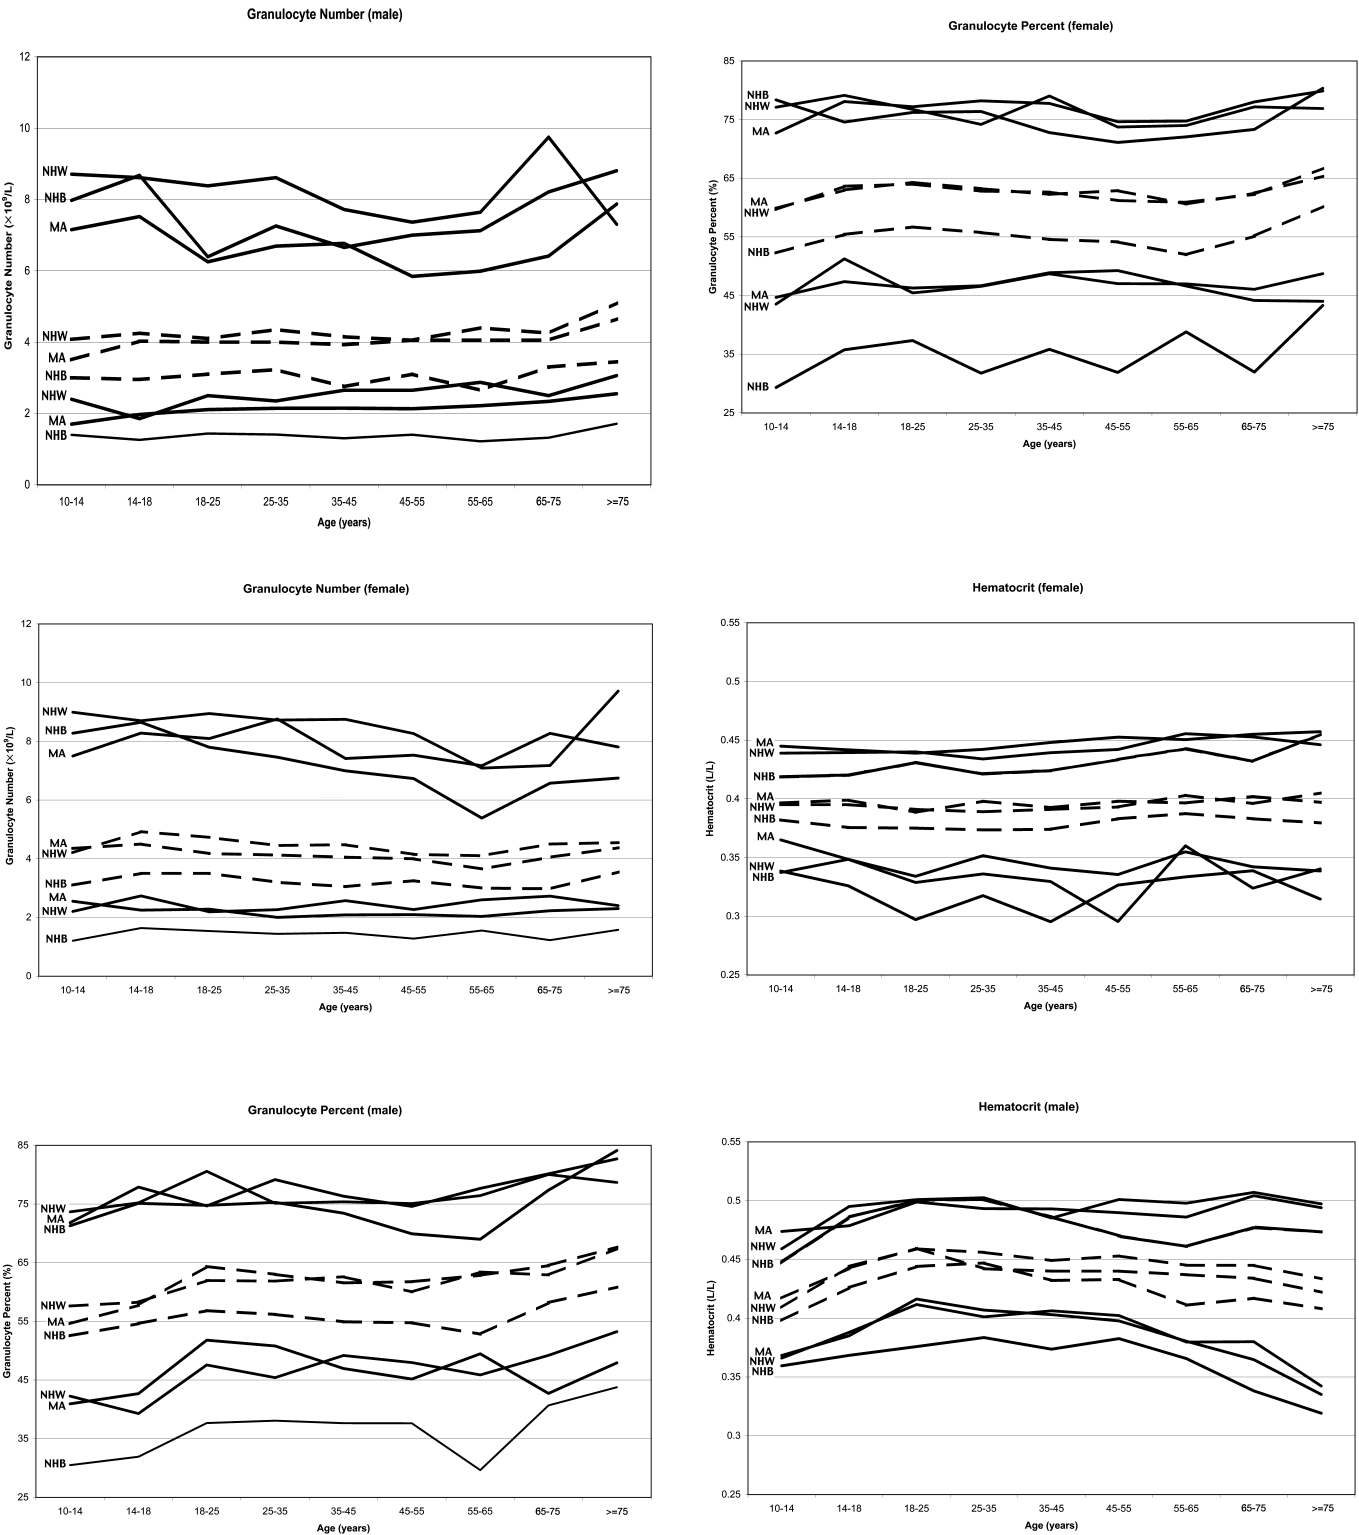 Granulocyte Number (male)
12
10
8
6
4
2
0
Granulocyte Number (×10⁹/L)
NHW
NHB
MA
NHW
MA
NHB
NHW
MA
NHB
10-14 14-18 18-25 25-35 35-45 45-55 55-65 65-75 >=75
Age (years)
Granulocyte Percent (female)
85
75
65
55
45
35
25
Granulocyte Percent (%)
NHB
NHW
MA
MA
NHW
NHB
MA
NHW
NHB
10-14 14-18 18-25 25-35 35-45 45-55 55-65 65-75 >=75
Age (years)
Granulocyte Number (female)
12
10
8
6
4
2
0
Granulocyte Number (×10⁹/L)
NHW
NHB
MA
MA
NHW
NHB
MA
NHW
NHB
10-14 14-18 18-25 25-35 35-45 45-55 55-65 65-75 >=75
Age (years)
Hematocrit (female)
0.55
0.5
0.45
0.4
0.35
0.3
0.25
Hematocrit (L/L)
MA
NHW
NHB
MA
NHW
NHB
MA
NHW
NHB
10-14 14-18 18-25 25-35 35-45 45-55 55-65 65-75 >=75
Age (years)
Granulocyte Percent (male)
85
75
65
55
45
35
25
Granulocyte Percent (%)
NHW
MA
NHB
NHW
MA
NHB
NHW
MA
NHB
10-14 14-18 18-25 25-35 35-45 45-55 55-65 65-75 >=75
Age (years)
Hematocrit (male)
0.55
0.5
0.45
0.4
0.35
0.3
0.25
Hematocrit (L/L)
MA
NHW
NHB
MA
NHW
NHB
MA
NHW
NHB
10-14 14-18 18-25 25-35 35-45 45-55 55-65 65-75 >=75
Age (years)